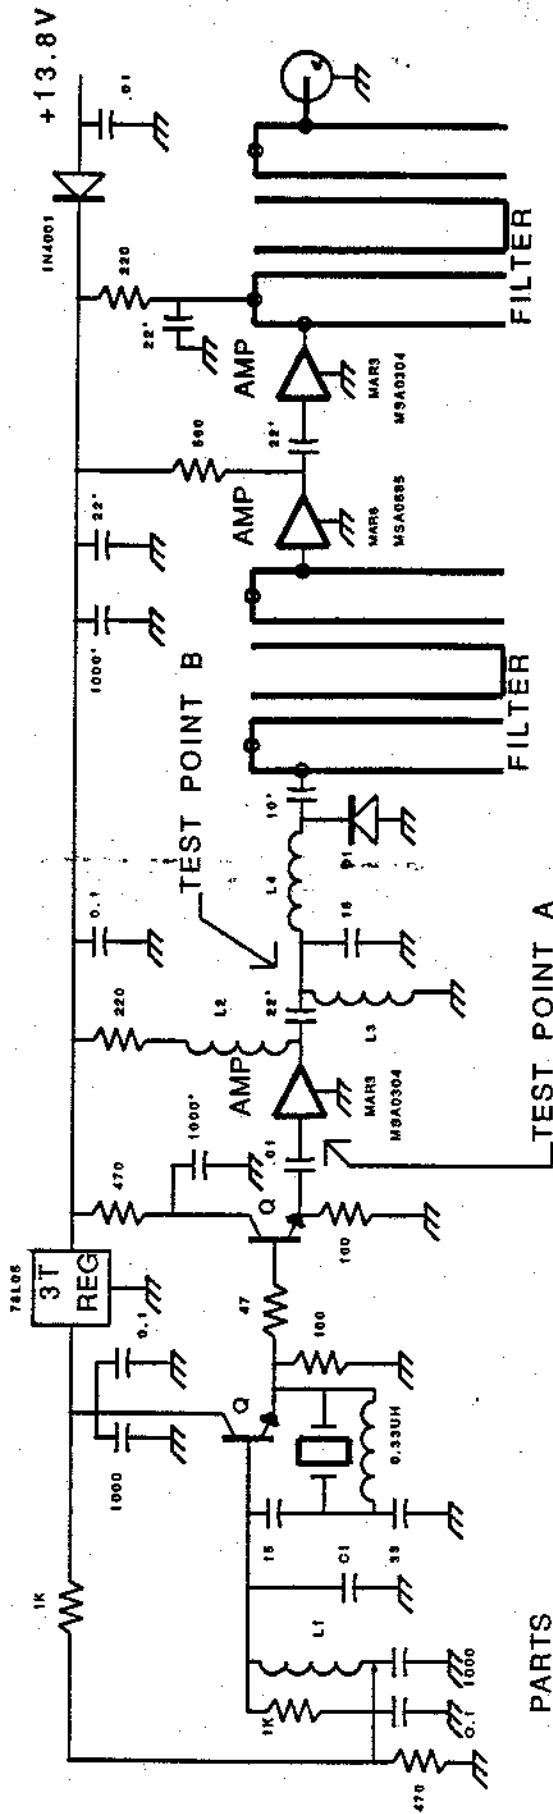 +13.8V
.01
1N4001
220
22*
AMP
MAR3
MSA0304
FILTER
560
22*
22*
1000*
AMP
MAR6
MSA0685
TEST POINT B
FILTER
10*
D1
L4
18
0.1
220
L2
22*
L3
AMP
MAR3
MSA0304
TEST POINT A
1000*
.01
470
Q
100
78L05
3T
REG
47
0.1
1000
Q
100
0.33UH
15
C1
33
1K
L1
1K
1000
0.1
470
PARTS